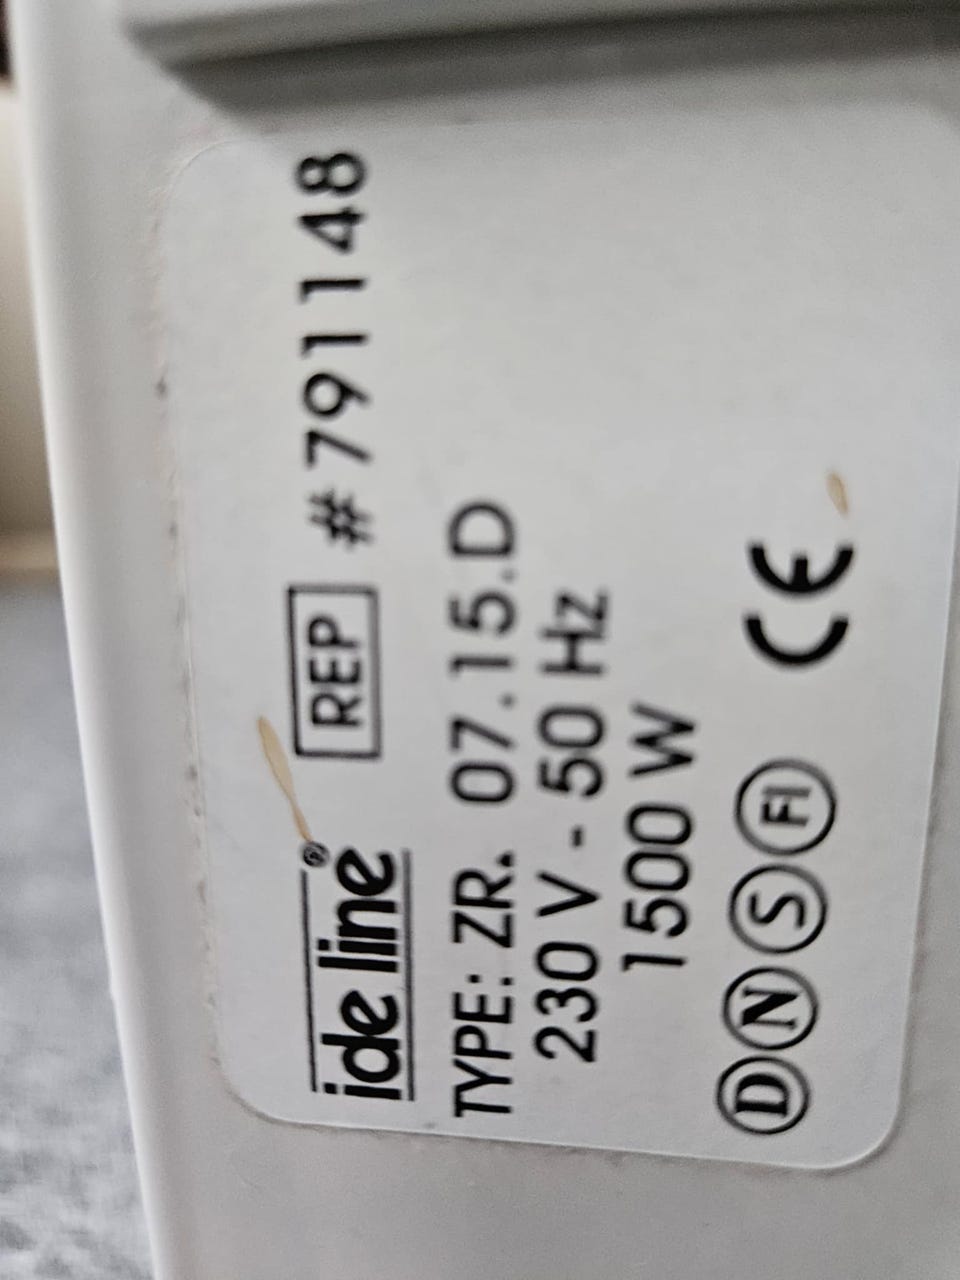 ide line® REP #791148
TYPE: ZR. 07.15.D
230 V - 50 Hz
1500 W
D N S FI CE